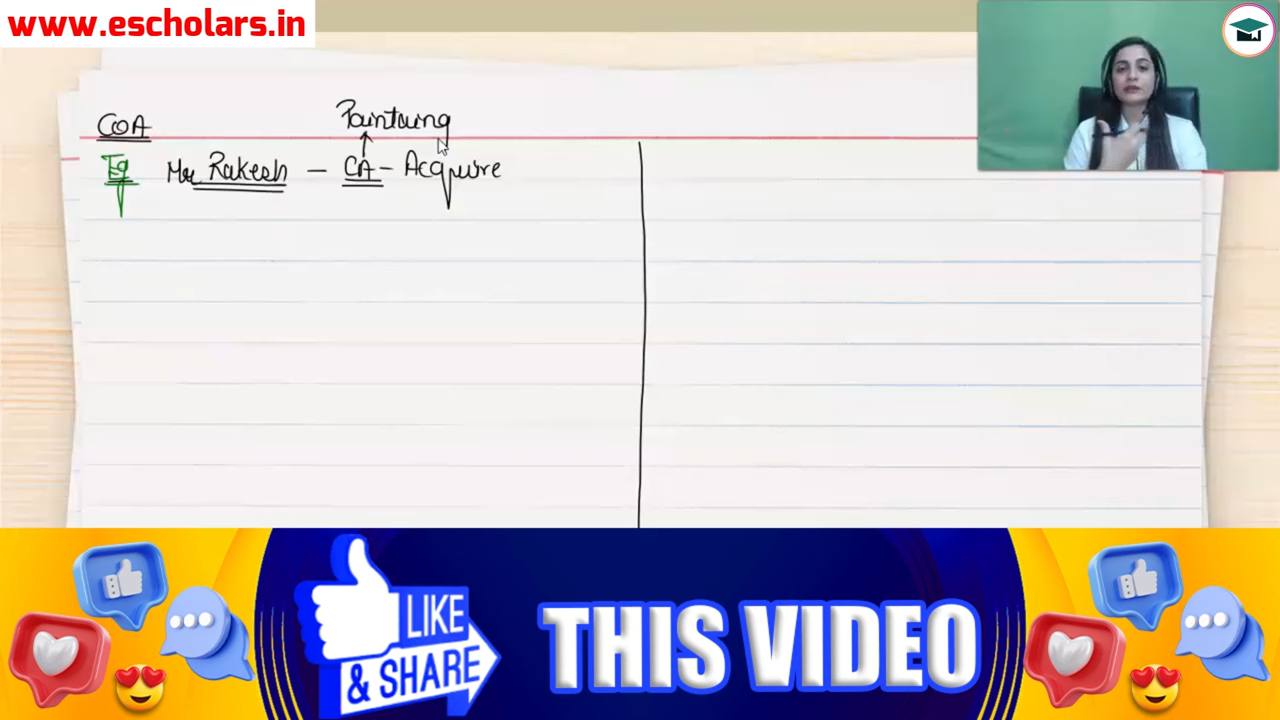 www.escholars.in
COA
Painting
Eg Mr Rakesh - CA - Acquire
LIKE
& SHARE
THIS VIDEO